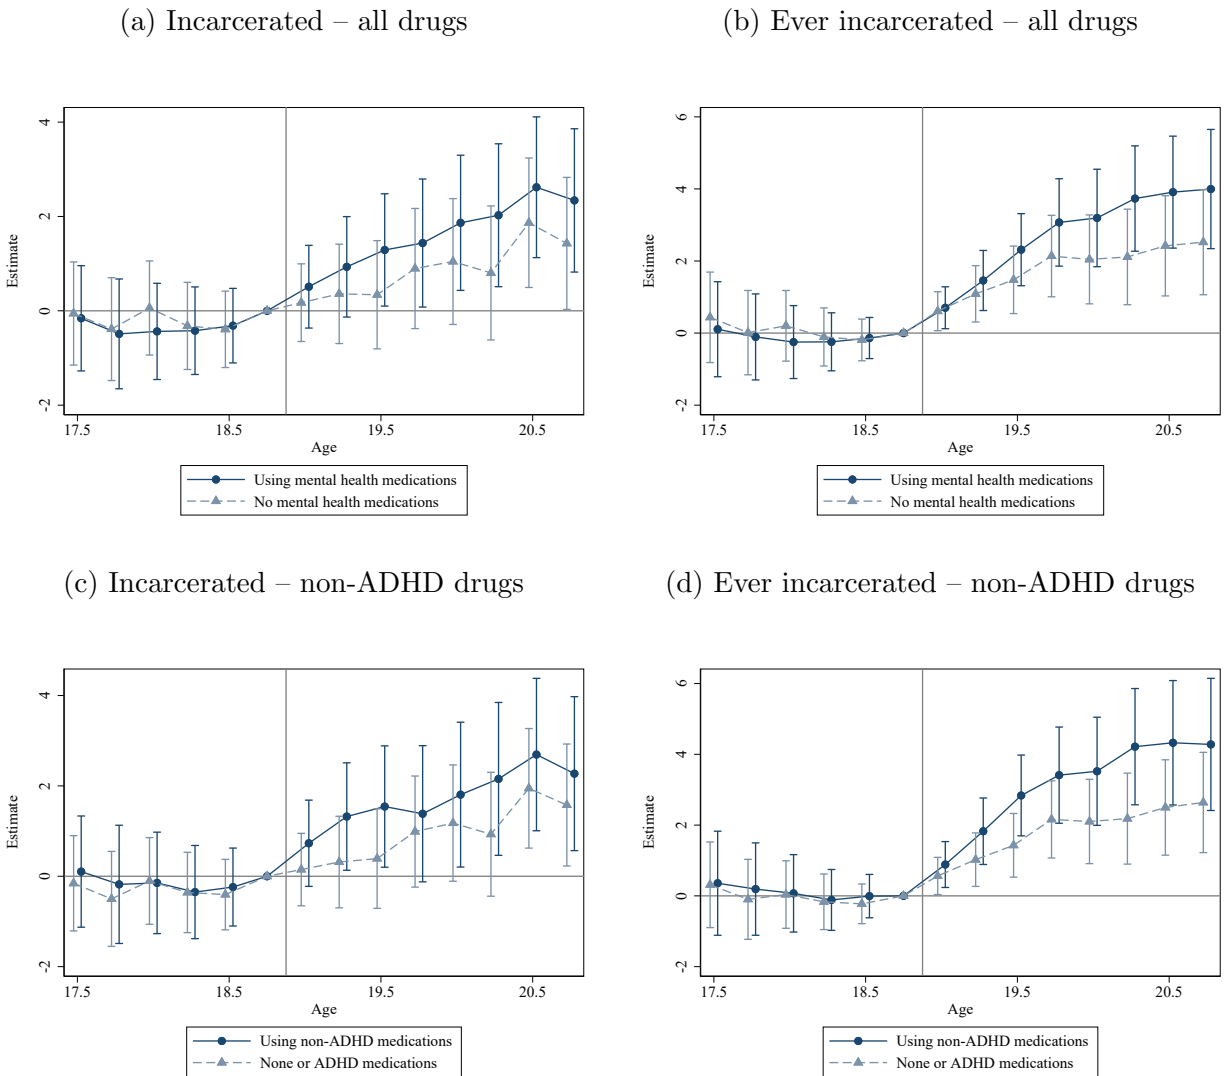 (a) Incarcerated – all drugs
Estimate
4
2
0
-2
17.5 18.5 19.5 20.5
Age
Using mental health medications
No mental health medications
(b) Ever incarcerated – all drugs
Estimate
6
4
2
0
-2
17.5 18.5 19.5 20.5
Age
Using mental health medications
No mental health medications
(c) Incarcerated – non-ADHD drugs
Estimate
4
2
0
-2
17.5 18.5 19.5 20.5
Age
Using non-ADHD medications
None or ADHD medications
(d) Ever incarcerated – non-ADHD drugs
Estimate
6
4
2
0
-2
17.5 18.5 19.5 20.5
Age
Using non-ADHD medications
None or ADHD medications